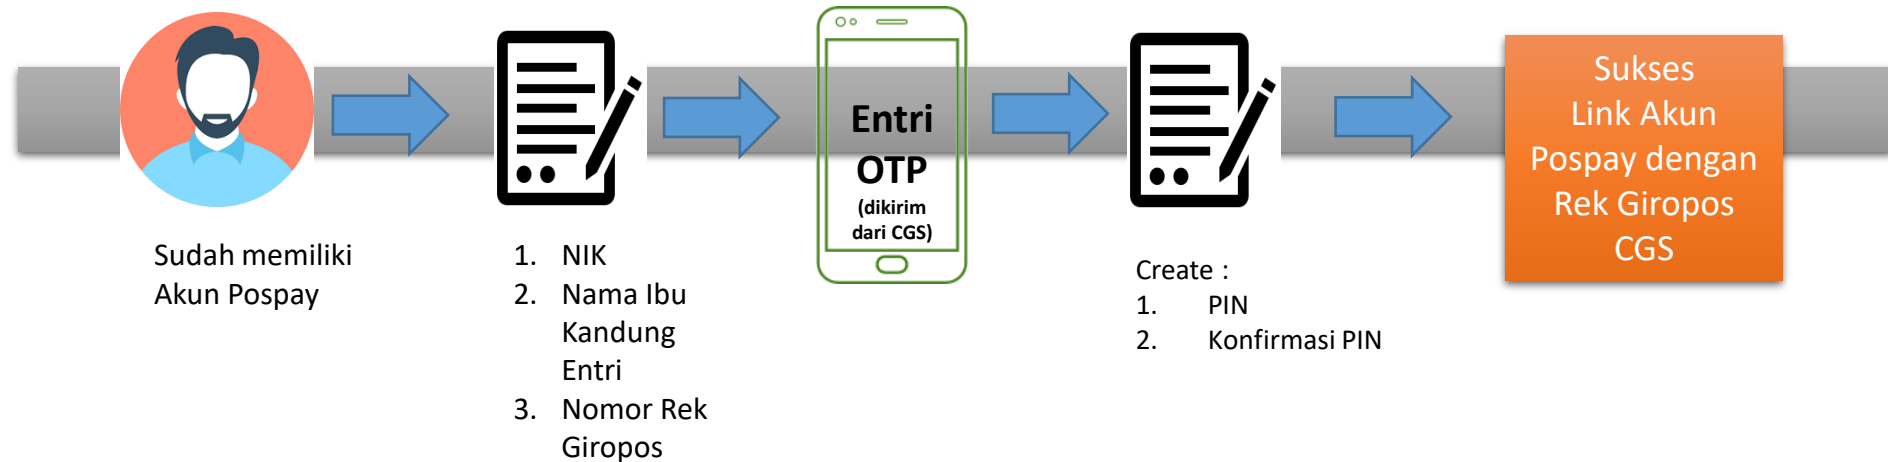 Sudah memiliki
Akun Pospay
1. NIK
2. Nama Ibu
Kandung
Entri
3. Nomor Rek
Giropos
Entri
OTP
(dikirim
dari CGS)
Create :
1. PIN
2. Konfirmasi PIN
Sukses
Link Akun
Pospay dengan
Rek Giropos
CGS